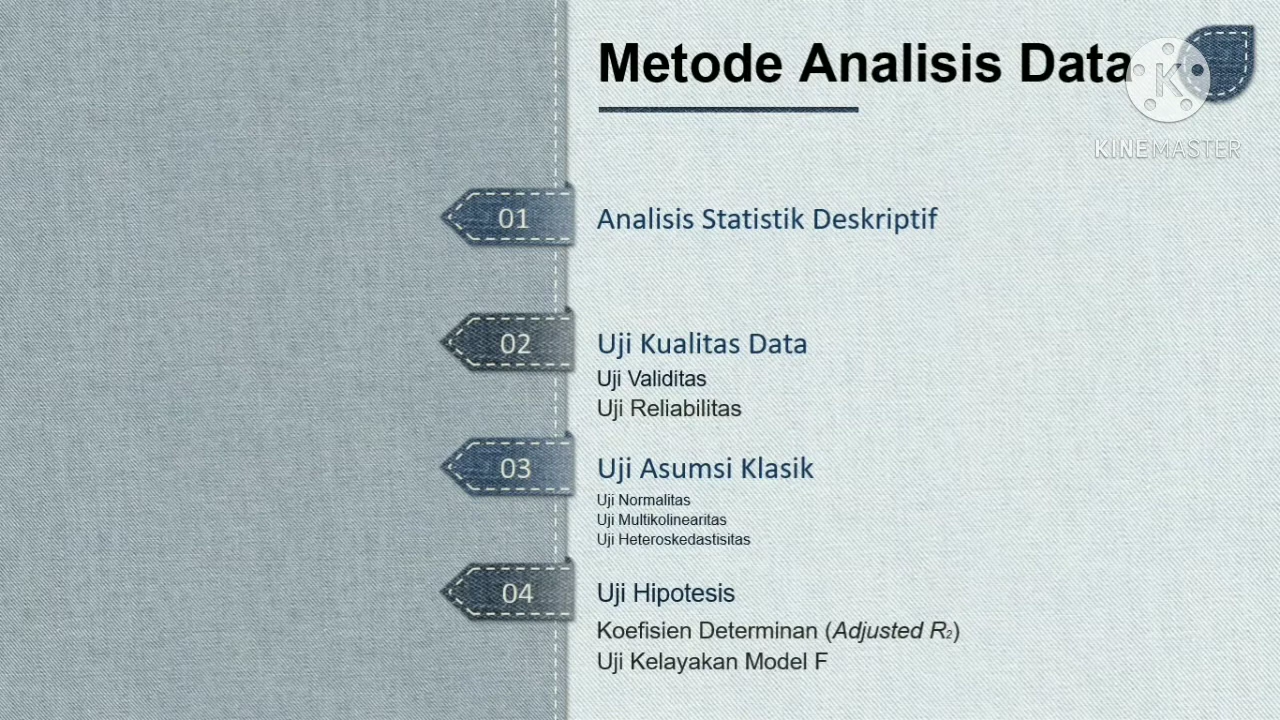 Metode Analisis Data
K
KINEMASTER
01
Analisis Statistik Deskriptif
02
Uji Kualitas Data
Uji Validitas
Uji Reliabilitas
03
Uji Asumsi Klasik
Uji Normalitas
Uji Multikolinearitas
Uji Heteroskedastisitas
04
Uji Hipotesis
Koefisien Determinan (Adjusted R₂)
Uji Kelayakan Model F